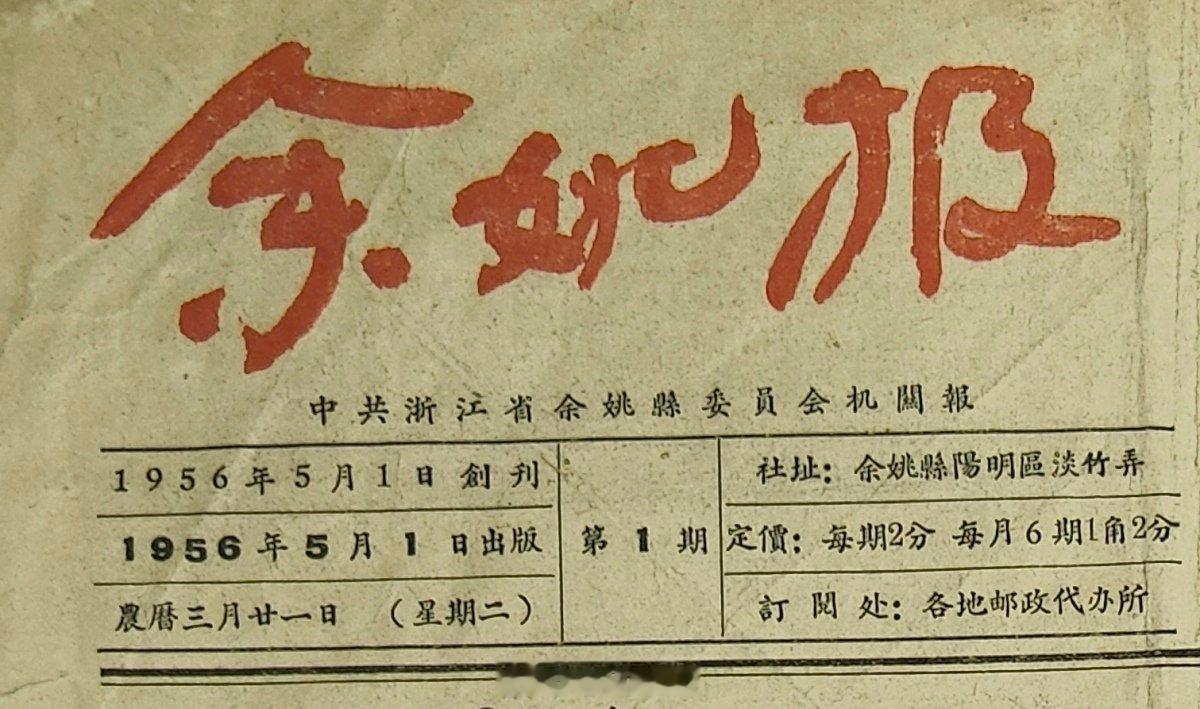 余姚报
中共浙江省余姚縣委員会机關報
1956年5月1日創刊
1956年5月1日出版
農曆三月廿一日 （星期二）
第1期
社址：余姚縣陽明區淡竹弄
定價：每期2分 每月6期1角2分
訂閱处：各地邮政代办所